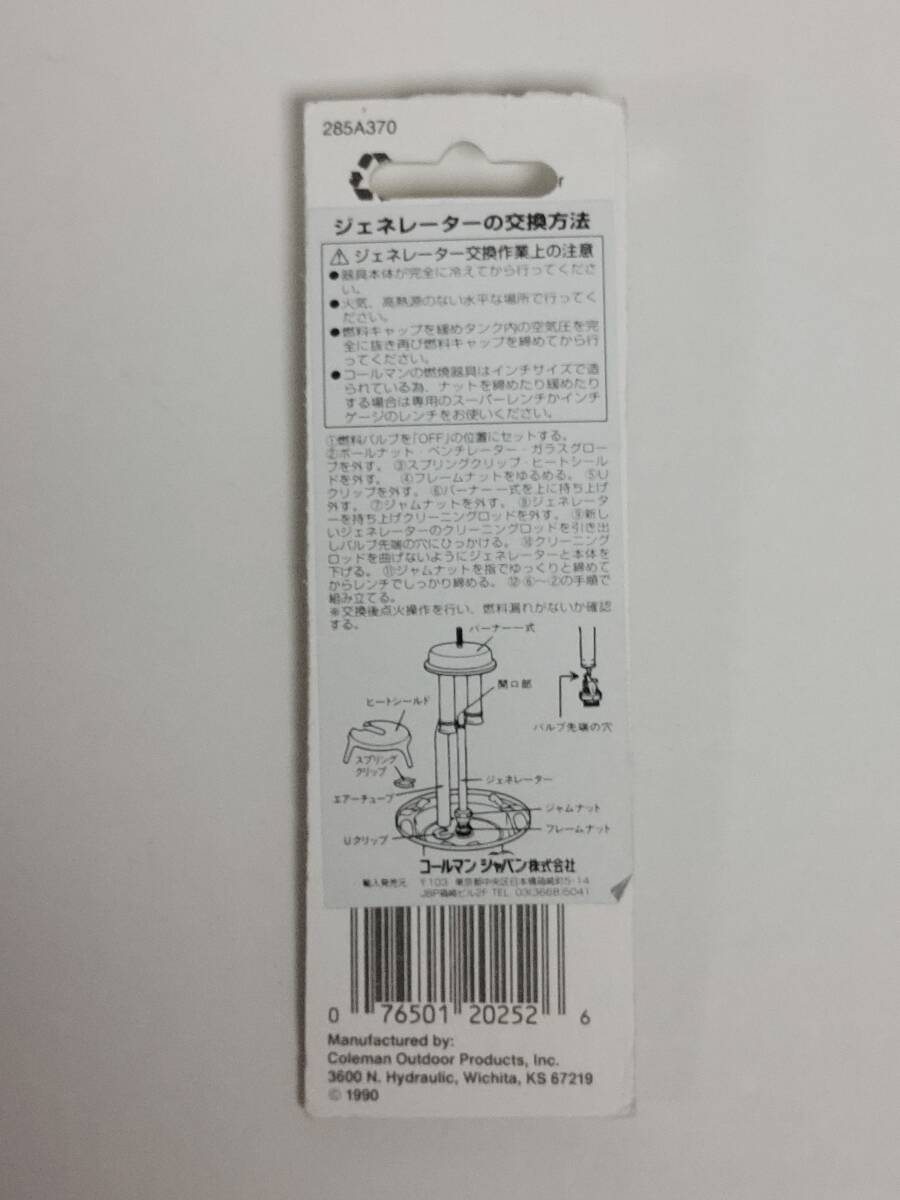 285A370
r
ジェネレーターの交換方法
⚠ ジェネレーター交換作業上の注意
●器具本体が完全に冷えてから行ってくださ
い。
●火気、高熱源のない水平な場所で行ってく
ださい。
●燃料キャップを緩めタンク内の空気圧を完
全に抜き再び燃料キャップを締めてから行
ってください。
●コールマンの燃焼器具はインチサイズで造
られている為、ナットを締めたり緩めたり
する場合は専用のスーパーレンチかインチ
ゲージのレンチをお使いください。
①燃料バルブを「OFF」の位置にセットする。
②ボールナット・ベンチレーター・ガラスグロー
ブを外す。 ③スプリングクリップ・ヒートシール
ドを外す。 ④フレームナットをゆるめる。 ⑤U
クリップを外す。 ⑥バーナー一式を上に持ち上げ
外す。 ⑦ジャムナットを外す。 ⑧ジェネレータ
ーを持ち上げクリーニングロッドを外す。 ⑨新し
いジェネレーターのクリーニングロッドを引き出
しバルブ先端の穴にひっかける。 ⑩クリーニング
ロッドを曲げないようにジェネレーターと本体を
下げる。 ⑪ジャムナットを指でゆっくりと締めて
からレンチでしっかり締める。 ⑫⑥～②の手順で
組み立てる。
※交換後点火操作を行い、燃料漏れがないか確認
する。
バーナー一式
開口部
ヒートシールド
バルブ先端の穴
スプリング
クリップ
ジェネレーター
エアーチューブ
ジャムナット
フレームナット
Uクリップ
コールマン ジャパン株式会社
輸入発売元 〒103 東京都中央区日本橋箱崎町5-14
JBP箱崎ビル2F TEL. 03(3668)6041
0 76501 20252 6
Manufactured by:
Coleman Outdoor Products, Inc.
3600 N. Hydraulic, Wichita, KS 67219
© 1990